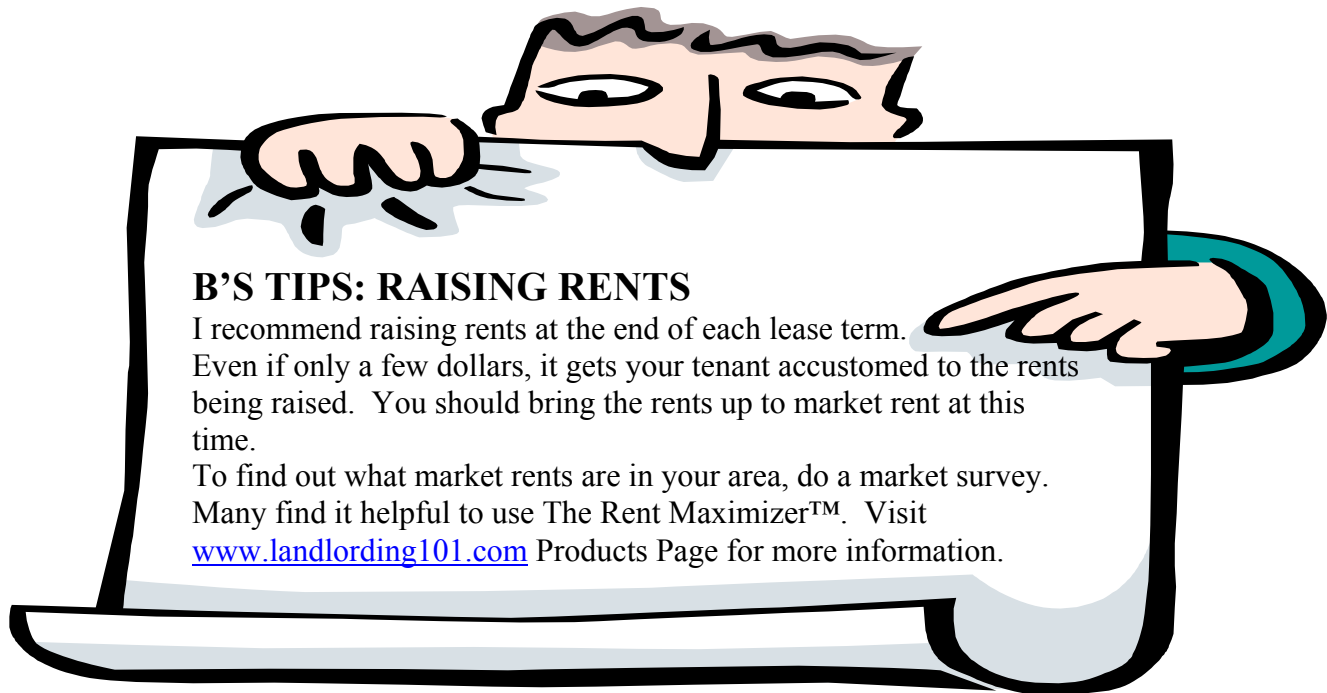 B’S TIPS: RAISING RENTS
I recommend raising rents at the end of each lease term.
Even if only a few dollars, it gets your tenant accustomed to the rents
being raised.  You should bring the rents up to market rent at this
time.
To find out what market rents are in your area, do a market survey.
Many find it helpful to use The Rent Maximizer™.  Visit
www.landlording101.com Products Page for more information.